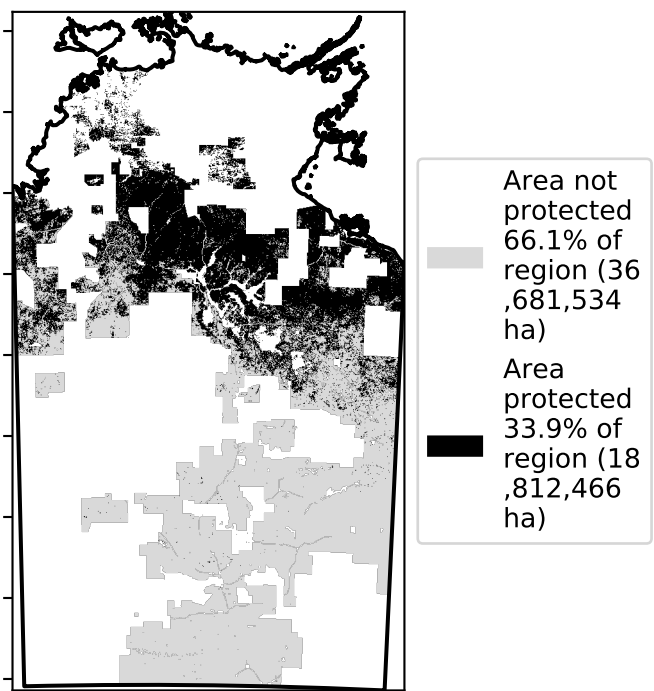 Area not
protected
66.1% of
region (36
,681,534
ha)
Area
protected
33.9% of
region (18
,812,466
ha)